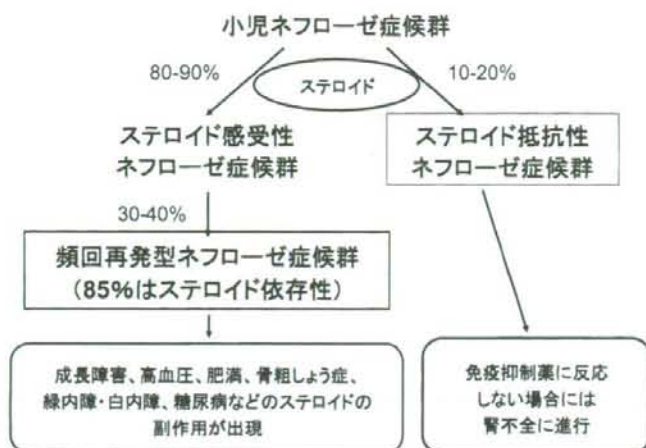 小児ネフローゼ症候群
80-90%
ステロイド
10-20%
ステロイド感受性
ネフローゼ症候群
ステロイド抵抗性
ネフローゼ症候群
30-40%
頻回再発型ネフローゼ症候群
(85%はステロイド依存性)
成長障害、高血圧、肥満、骨粗しょう症、
緑内障・白内障、糖尿病などのステロイドの
副作用が出現
免疫抑制薬に反応
しない場合には
腎不全に進行